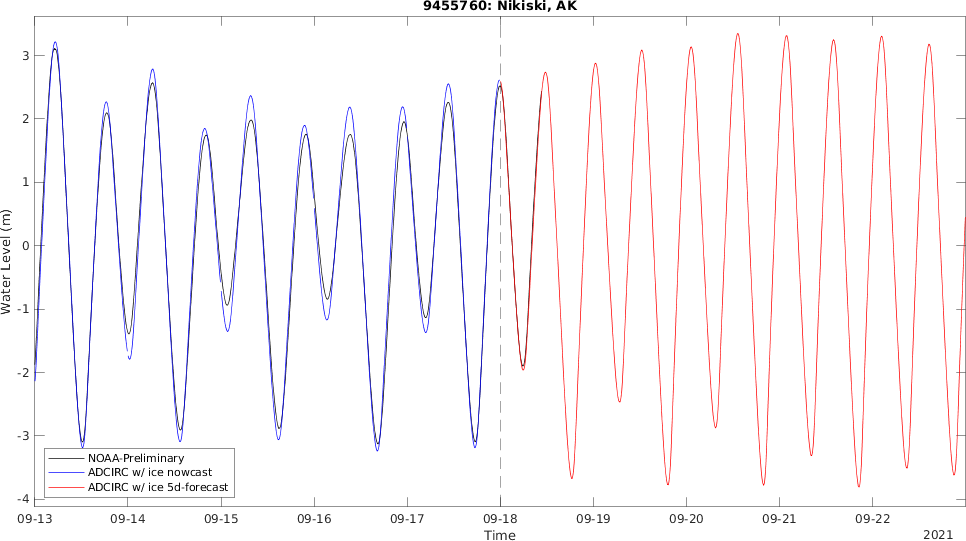 9455760: Nikiski, AK
Water Level (m)
3
2
1
0
-1
-2
-3
-4
NOAA-Preliminary
ADCIRC w/ ice nowcast
ADCIRC w/ ice 5d-forecast
09-13 09-14 09-15 09-16 09-17 09-18 09-19 09-20 09-21 09-22
Time
2021